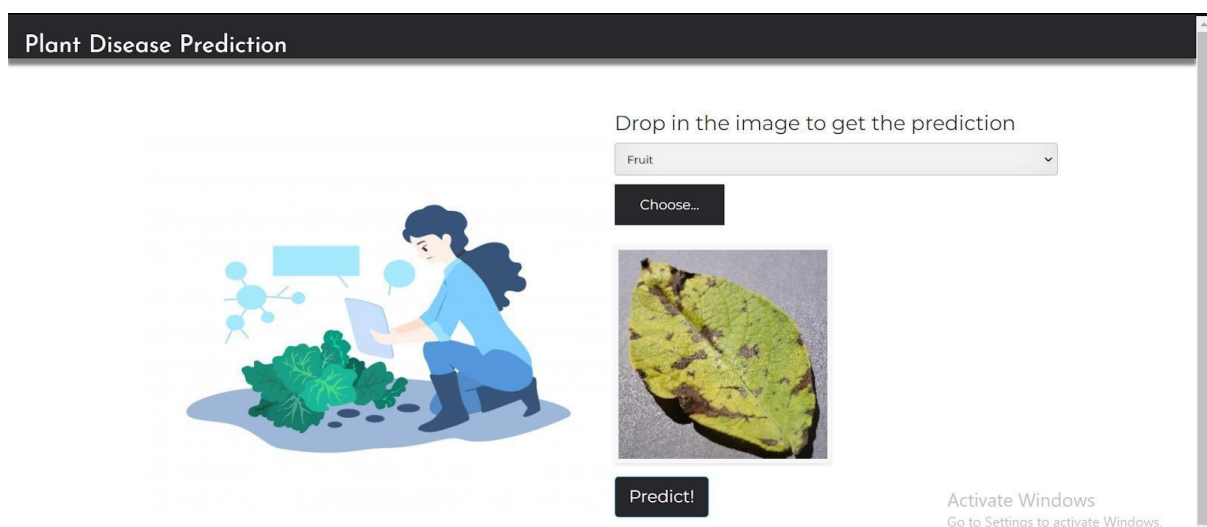 Plant Disease Prediction
Drop in the image to get the prediction
Fruit
Choose...
Predict!
Activate Windows
Go to Settings to activate Windows.